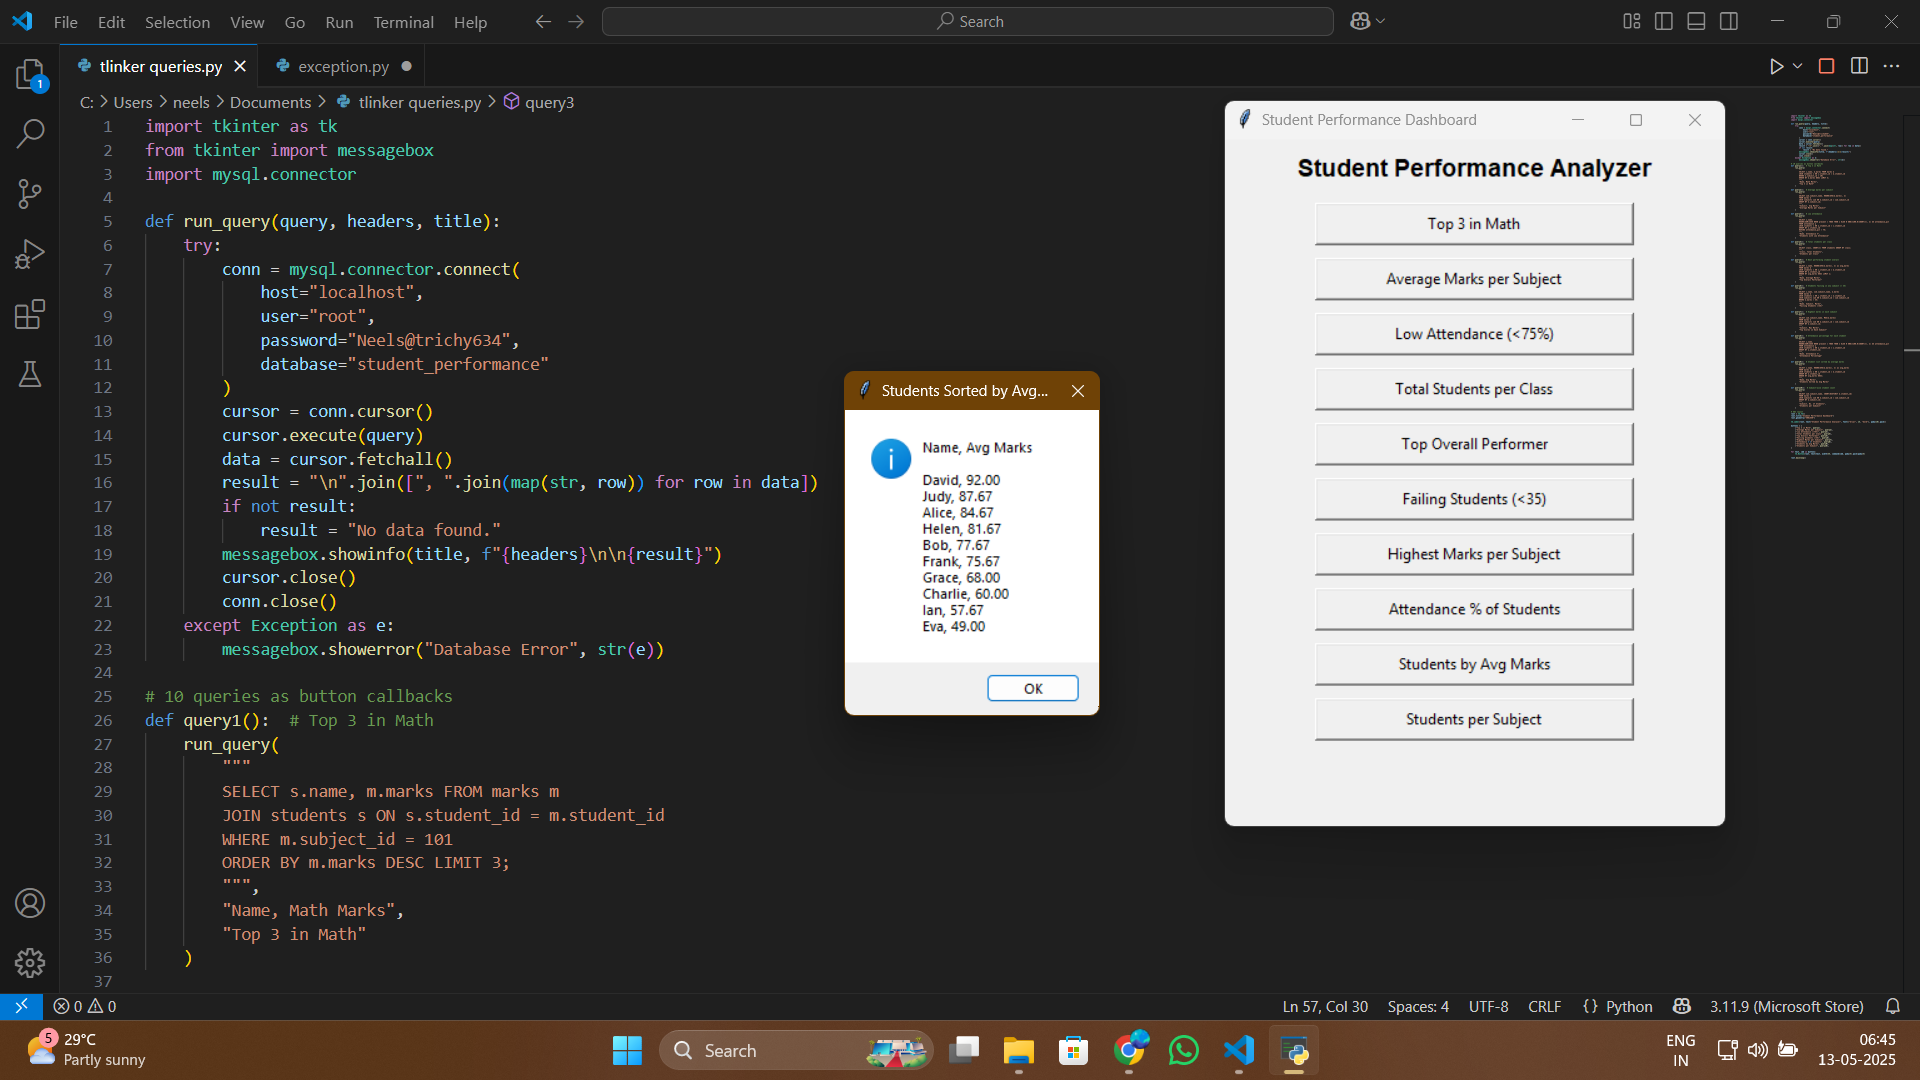 File Edit Selection View Go Run Terminal Help
Search
tlinker queries.py
exception.py
C: > Users > neels > Documents > tlinker queries.py > query3
1 import tkinter as tk
2 from tkinter import messagebox
3 import mysql.connector
4
5 def run_query(query, headers, title):
6 try:
7 conn = mysql.connector.connect(
8 host="localhost",
9 user="root",
10 password="Neels@trichy634",
11 database="student_performance"
12 )
13 cursor = conn.cursor()
14 cursor.execute(query)
15 data = cursor.fetchall()
16 result = "\n".join([", ".join(map(str, row)) for row in data])
17 if not result:
18 result = "No data found."
19 messagebox.showinfo(title, f"{headers}\n\n{result}")
20 cursor.close()
21 conn.close()
22 except Exception as e:
23 messagebox.showerror("Database Error", str(e))
24
25 # 10 queries as button callbacks
26 def query1(): # Top 3 in Math
27 run_query(
28 """
29 SELECT s.name, m.marks FROM marks m
30 JOIN students s ON s.student_id = m.student_id
31 WHERE m.subject_id = 101
32 ORDER BY m.marks DESC LIMIT 3;
33 """,
34 "Name, Math Marks",
35 "Top 3 in Math"
36 )
37
Students Sorted by Avg...
Name, Avg Marks
David, 92.00
Judy, 87.67
Alice, 84.67
Helen, 81.67
Bob, 77.67
Frank, 75.67
Grace, 68.00
Charlie, 60.00
Ian, 57.67
Eva, 49.00
OK
Student Performance Dashboard
Student Performance Analyzer
Top 3 in Math
Average Marks per Subject
Low Attendance (<75%)
Total Students per Class
Top Overall Performer
Failing Students (<35)
Highest Marks per Subject
Attendance % of Students
Students by Avg Marks
Students per Subject
1
0 0
Ln 57, Col 30 Spaces: 4 UTF-8 CRLF {} Python 3.11.9 (Microsoft Store)
5
29°C
Partly sunny
Search
ENG
IN
06:45
13-05-2025